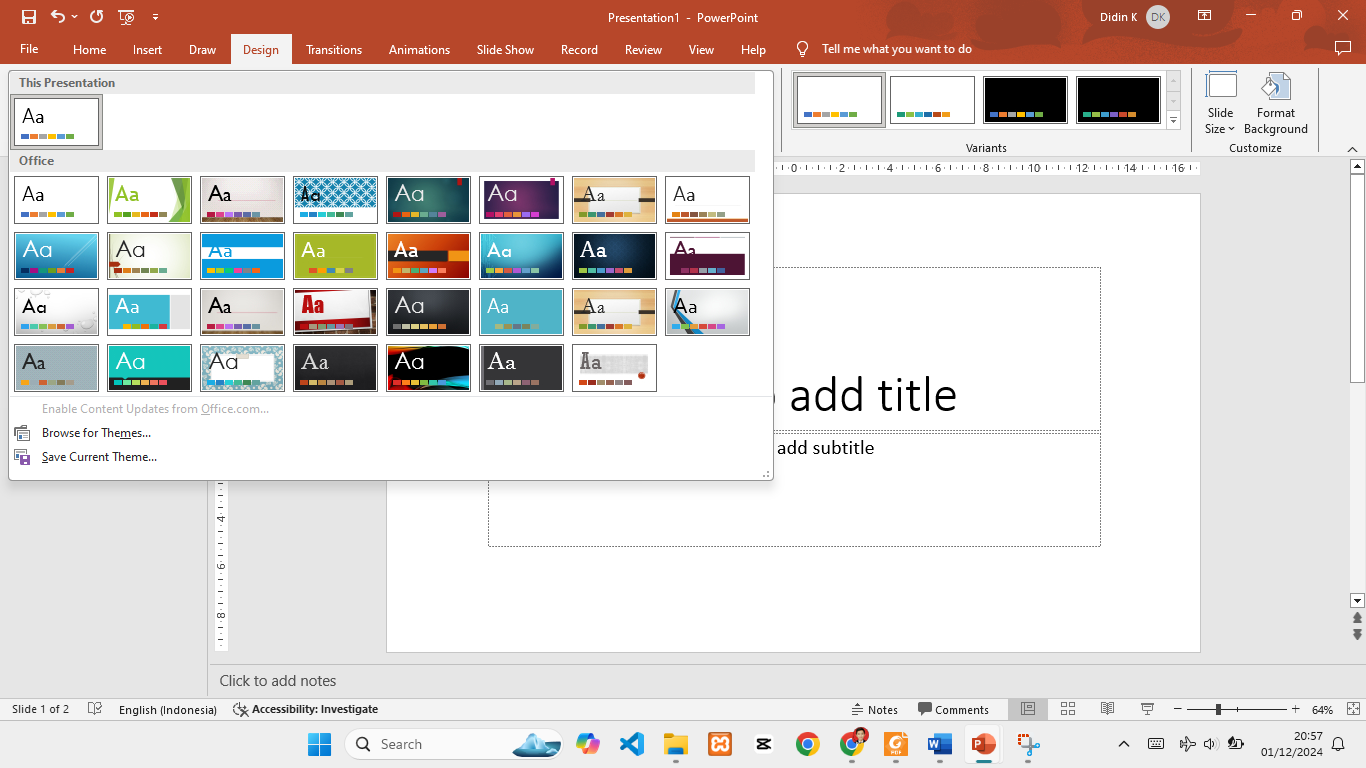 Presentation1 - PowerPoint
Didin K
DK
File
Home
Insert
Draw
Design
Transitions
Animations
Slide Show
Record
Review
View
Help
Tell me what you want to do
This Presentation
Aa
Office
Aa Aa Aa Aa Aa Aa Aa Aa
Aa Aa Aa Aa Aa Aa Aa Aa
Aa Aa Aa Aa Aa Aa Aa Aa
Aa Aa Aa Aa Aa Aa Aa
Enable Content Updates from Office.com...
Browse for Themes...
Save Current Theme...
Variants
Slide Size
Format Background
Customize
0 2 4 6 8 10 12 14 16
4
6
8
add title
add subtitle
Click to add notes
Slide 1 of 2
English (Indonesia)
Accessibility: Investigate
Notes
Comments
64%
Search
PDF
20:57
01/12/2024